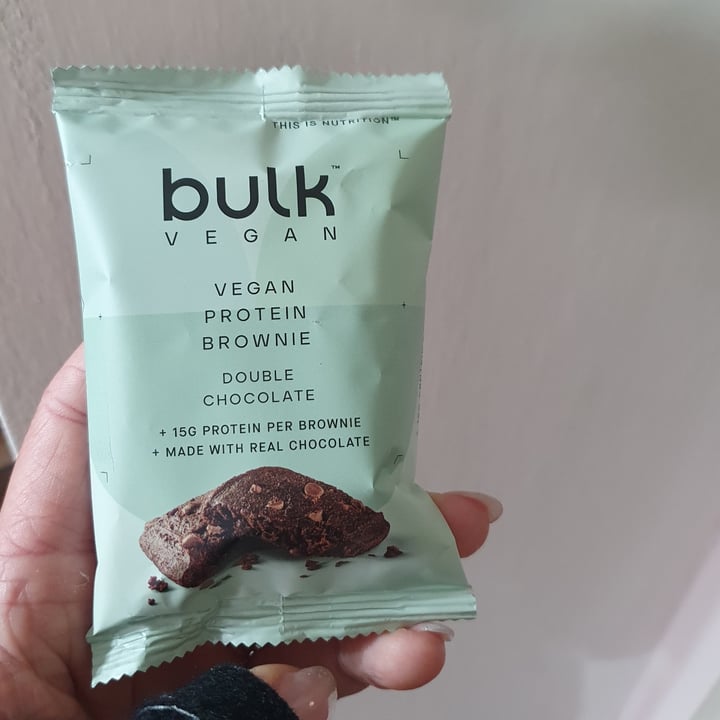 THIS IS NUTRITION™
bulk™
VEGAN
VEGAN
PROTEIN
BROWNIE
DOUBLE
CHOCOLATE
+ 15G PROTEIN PER BROWNIE
+ MADE WITH REAL CHOCOLATE